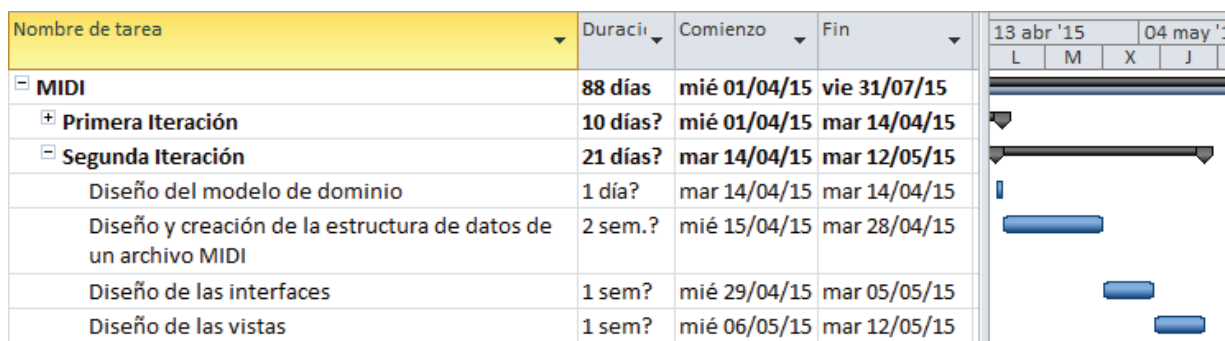 Nombre de tarea Duració Comienzo Fin 13 abr '15 04 may '1
L M X J
MIDI 88 días mié 01/04/15 vie 31/07/15
Primera Iteración 10 días? mié 01/04/15 mar 14/04/15
Segunda Iteración 21 días? mar 14/04/15 mar 12/05/15
Diseño del modelo de dominio 1 día? mar 14/04/15 mar 14/04/15
Diseño y creación de la estructura de datos de 2 sem.? mié 15/04/15 mar 28/04/15
un archivo MIDI
Diseño de las interfaces 1 sem? mié 29/04/15 mar 05/05/15
Diseño de las vistas 1 sem? mié 06/05/15 mar 12/05/15